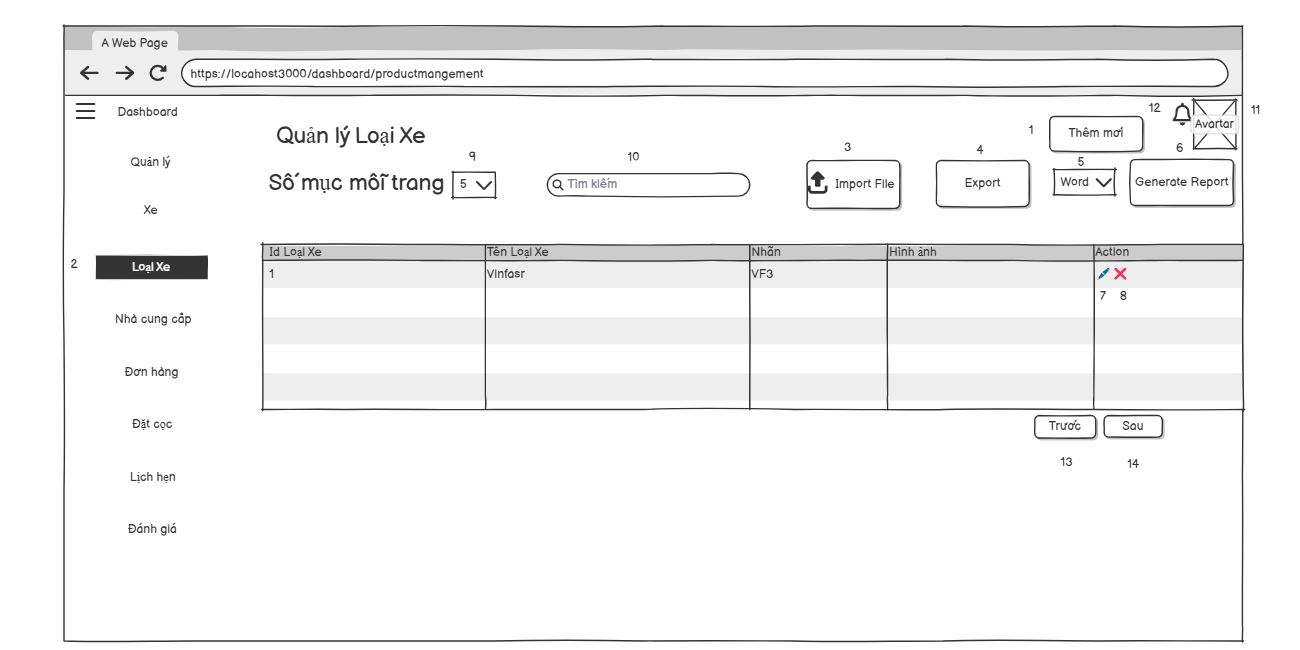 A Web Page
https://locahost3000/dashboard/productmangement
Dashboard
12
11
Avartar
Quản lý Loại Xe
1
Thêm mơí
Quản lý
9
10
3
4
5
6
Số mục mỗi trang
5
Tìm kiếm
Import File
Export
Word
Generate Report
Xe
2
Loại Xe
Id Loại Xe Tên Loại Xe Nhãn Hình ảnh Action
1 Vinfasr VF3
7 8
Nhà cung cấp
Đơn hàng
Đặt cọc
Trước
Sau
13
14
Lịch hẹn
Đánh giá